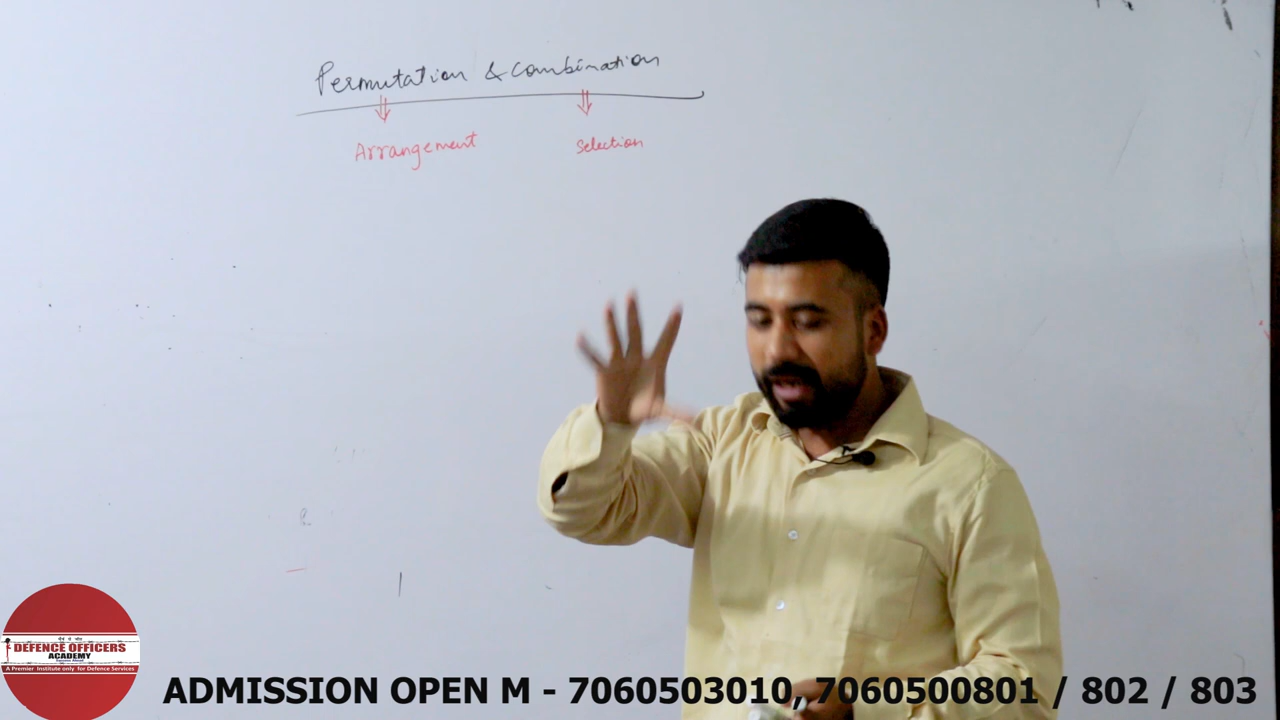 Permutation & Combination
Arrangement Selection
DEFENCE OFFICERS
ACADEMY
A Premier Institute only for Defence Services
ADMISSION OPEN M - 7060503010, 7060500801 / 802 / 803